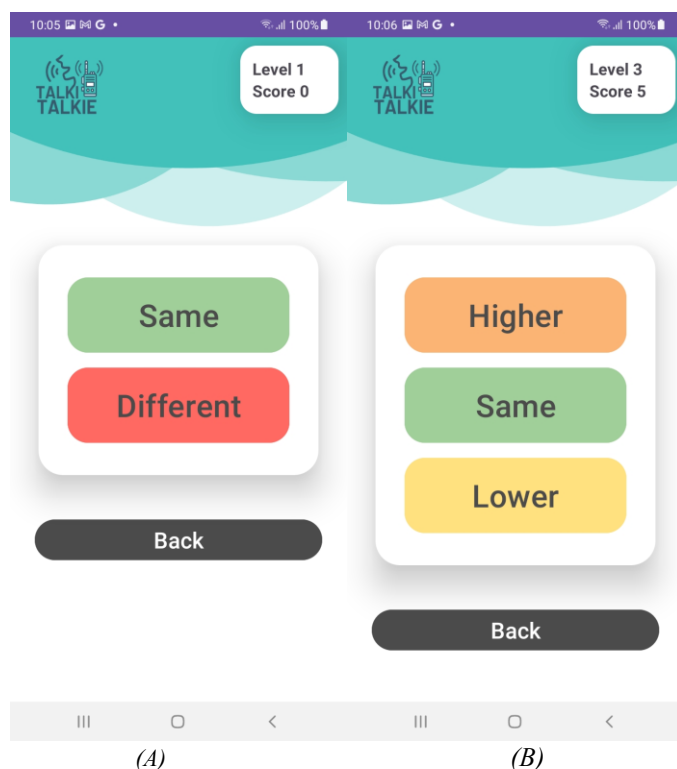 10:05 G •
100%
TALKI
TALKIE
Level 1
Score 0
Same
Different
Back
(A)
10:06 G •
100%
TALKI
TALKIE
Level 3
Score 5
Higher
Same
Lower
Back
(B)